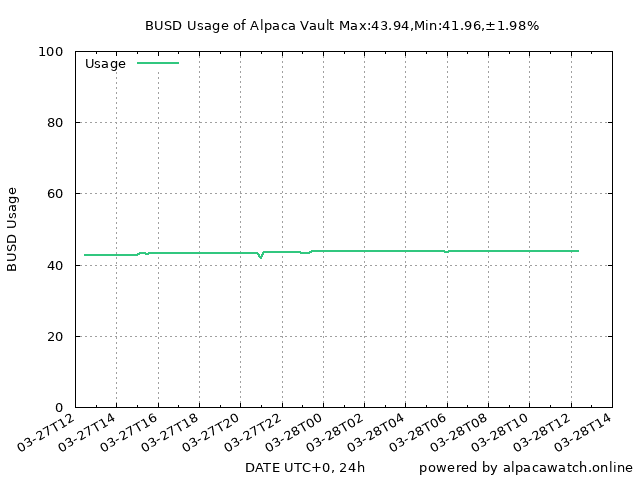 BUSD Usage of Alpaca Vault Max:43.94,Min:41.96,±1.98%
Usage
BUSD Usage
100
80
60
40
20
0
03-27T12
03-27T14
03-27T16
03-27T18
03-27T20
03-27T22
03-28T00
03-28T02
03-28T04
03-28T06
03-28T08
03-28T10
03-28T12
03-28T14
DATE UTC+0, 24h
powered by alpacawatch.online